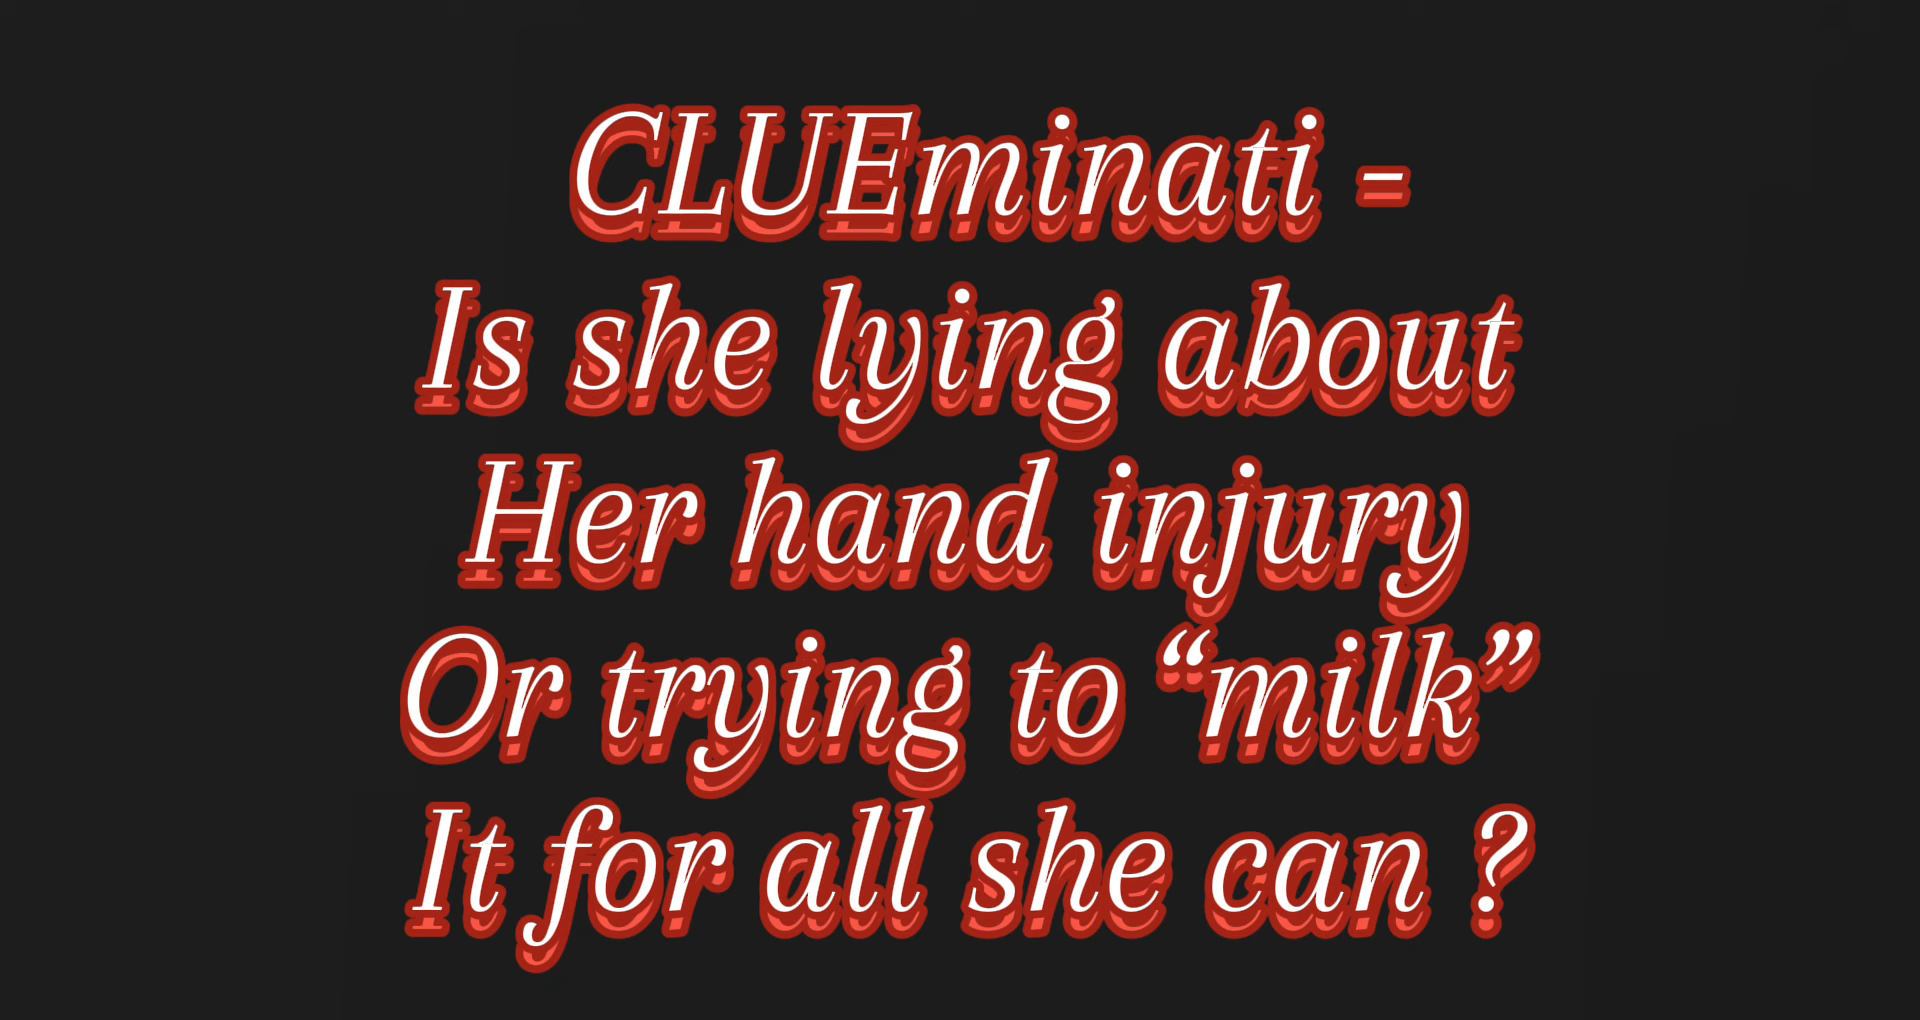 CLUEminati =
Is she lying about
Her hand injury
Or trying to “milk”
It for all she can ?